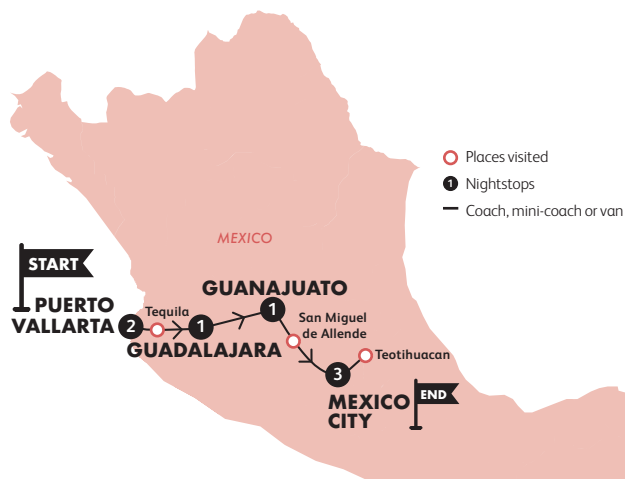 Places visited
1 Nightstops
Coach, mini-coach or van
MEXICO
START
PUERTO
VALLARTA 2
Tequila
1
GUADALAJARA
GUANAJUATO
1
San Miguel
de Allende
3
Teotihuacan
MEXICO
CITY
END